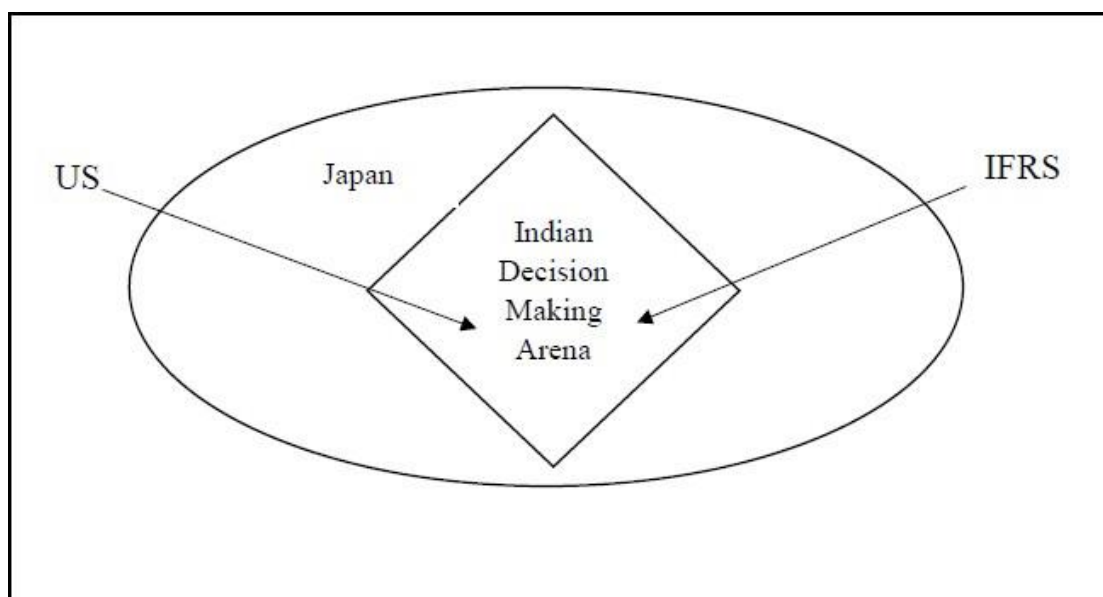 US
Japan
IFRS
Indian
Decision
Making
Arena